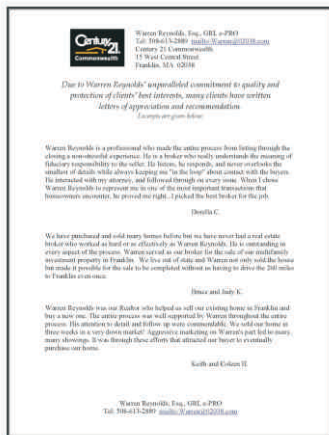 Century 21
Commonwealth
Warren Reynolds, Esq., GRI, e-PRO
Tel: 508-613-2880 mailto:Warren@02038.com
Century 21 Commonwealth
15 West Central Street
Franklin, MA 02038
Due to Warren Reynolds' unparalleled commitment to quality and
protection of clients' best interests, many clients have written
letters of appreciation and recommendation
Excerpts are given below
Warren Reynolds is a professional who made the entire process from listing through the
closing a non-stressful experience. He is a broker who really understands the meaning of
fiduciary responsibility to the seller. He listens, he responds, and never overlooks the
smallest of details while always keeping me "in the loop" about contact with the buyers.
He interacted with my attorney, and followed through on every issue. When I chose
Warren Reynolds to represent me in one of the most important transactions that
homeowners encounter, he proved me right...I picked the best broker for the job.
C.
We have purchased and sold many homes before but we have never had a real estate
broker who worked as hard or as effectively as Warren Reynolds. He is outstanding in
every aspect of the process. Warren served as our broker for the sale of our multifamily
investment property in Franklin. We live out of state and Warren not only sold the house
but made it possible for the sale to be completed without us having to drive the 260 miles
to Franklin even once.
Bruce and Judy K.
Warren Reynolds was our Realtor who helped us sell our existing home in Franklin and
buy a new one. The entire process was well supported by Warren throughout the entire
process. His attention to detail and follow up were commendable. We sold our home in
three weeks in a very down market! Aggressive marketing on Warren's part led to many,
many showings. It was through these efforts that attracted our buyer to eventually
purchase our home.
Keith and Coleen H.
Warren Reynolds, Esq., GRI, e-PRO
Tel: 508-613-2880 mailto:Warren@02038.com